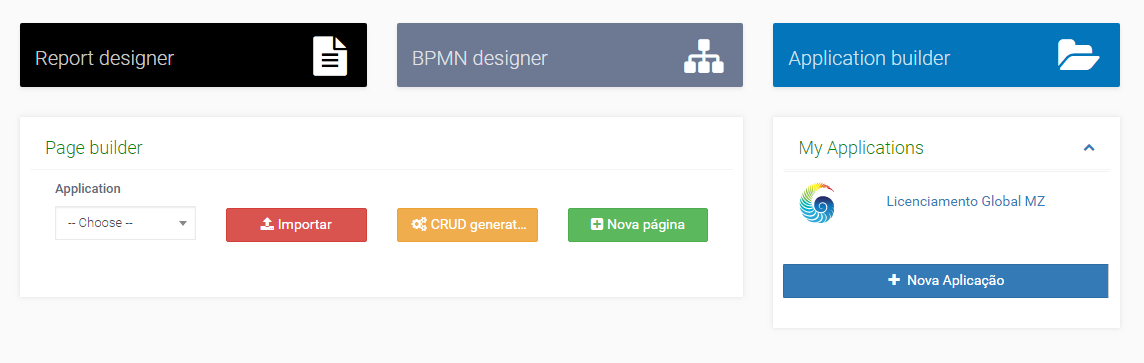 Report designer
BPMN designer
Application builder
Page builder
Application
-- Choose --
Importar
CRUD generat...
Nova página
My Applications
Licenciamento Global MZ
Nova Aplicação